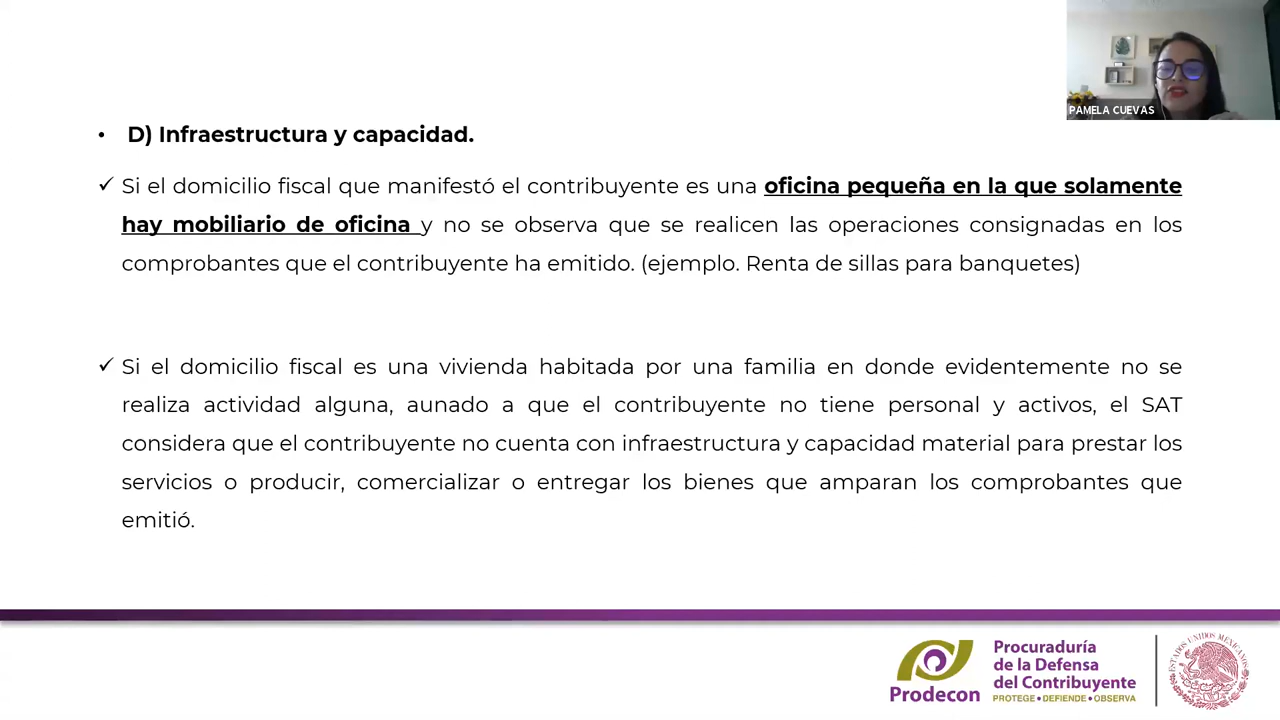 PAMELA CUEVAS
• D) Infraestructura y capacidad.
✓ Si el domicilio fiscal que manifestó el contribuyente es una oficina pequeña en la que solamente
hay mobiliario de oficina y no se observa que se realicen las operaciones consignadas en los
comprobantes que el contribuyente ha emitido. (ejemplo. Renta de sillas para banquetes)
✓ Si el domicilio fiscal es una vivienda habitada por una familia en donde evidentemente no se
realiza actividad alguna, aunado a que el contribuyente no tiene personal y activos, el SAT
considera que el contribuyente no cuenta con infraestructura y capacidad material para prestar los
servicios o producir, comercializar o entregar los bienes que amparan los comprobantes que
emitió.
Prodecon
Procuraduría
de la Defensa
del Contribuyente
PROTEGE • DEFIENDE • OBSERVA
ESTADOS UNIDOS MEXICANOS